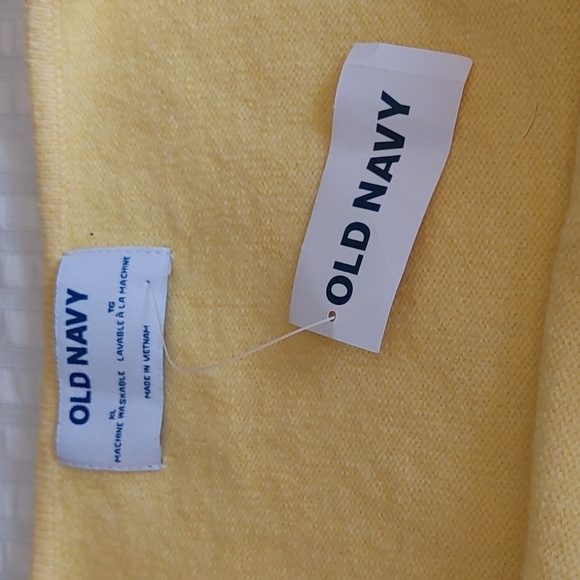 OLD NAVY
XL TG
MACHINE WASHABLE LAVABLE À LA MACHINE
MADE IN VIETNAM
OLD NAVY